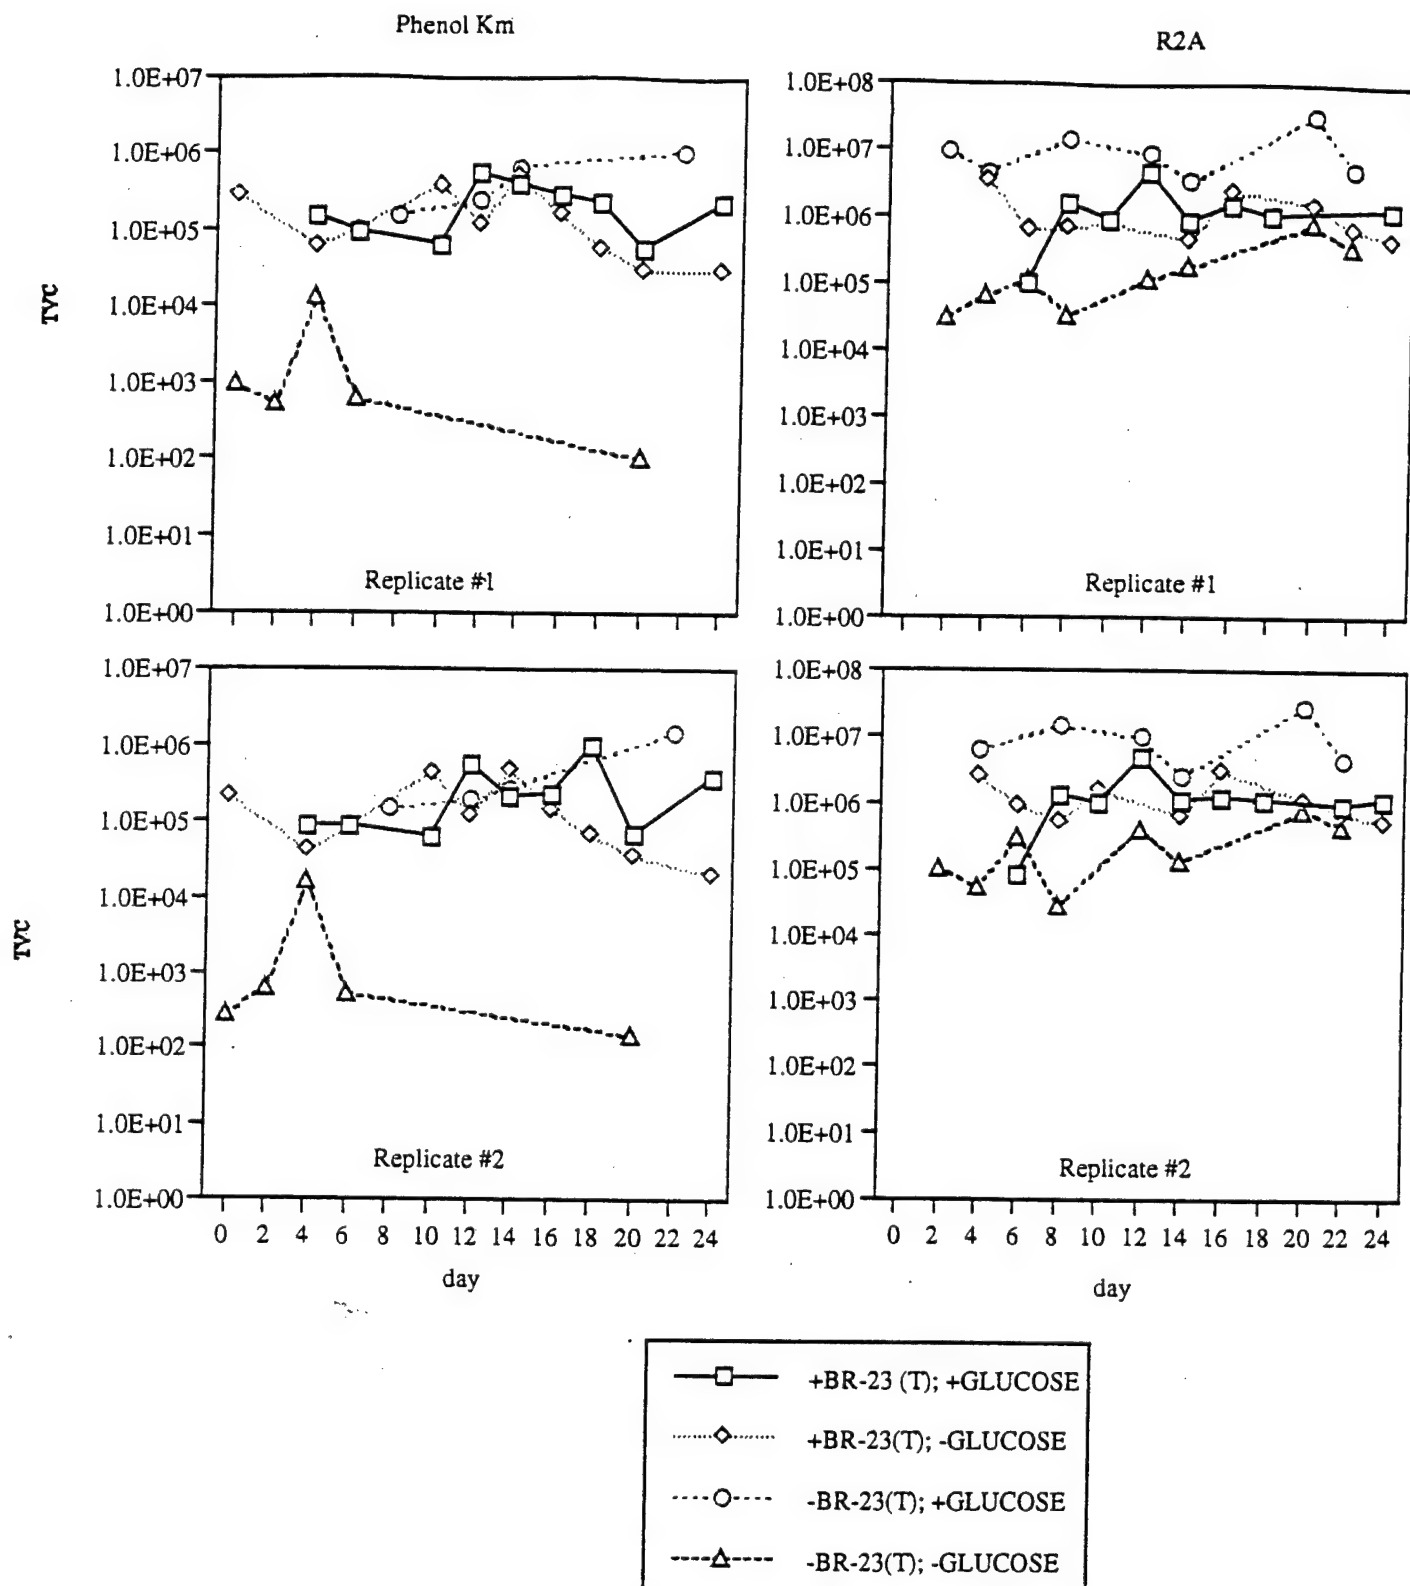 Phenol Km
1.0E+07
1.0E+06
1.0E+05
1.0E+04
1.0E+03
1.0E+02
1.0E+01
1.0E+00
TVC
Replicate #1
R2A
1.0E+08
1.0E+07
1.0E+06
1.0E+05
1.0E+04
1.0E+03
1.0E+02
1.0E+01
1.0E+00
Replicate #1
1.0E+07
1.0E+06
1.0E+05
1.0E+04
1.0E+03
1.0E+02
1.0E+01
1.0E+00
TVC
Replicate #2
0 2 4 6 8 10 12 14 16 18 20 22 24
day
1.0E+08
1.0E+07
1.0E+06
1.0E+05
1.0E+04
1.0E+03
1.0E+02
1.0E+01
1.0E+00
Replicate #2
0 2 4 6 8 10 12 14 16 18 20 22 24
day
+BR-23 (T); +GLUCOSE
+BR-23(T); -GLUCOSE
-BR-23(T); +GLUCOSE
-BR-23(T); -GLUCOSE